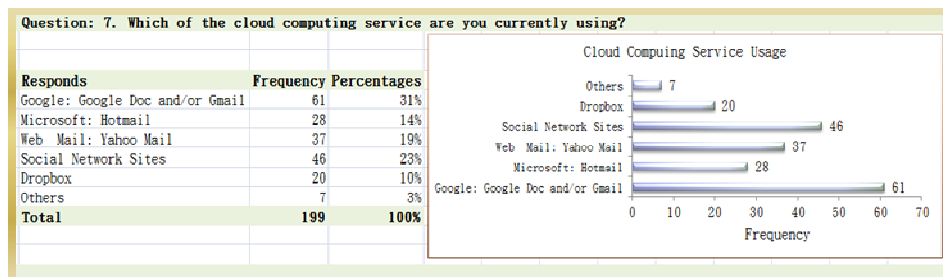 Question: 7. Which of the cloud computing service are you currently using?
Responds Frequency Percentages
Google: Google Doc and/or Gmail 61 31%
Microsoft: Hotmail 28 14%
Web Mail: Yahoo Mail 37 19%
Social Network Sites 46 23%
Dropbox 20 10%
Others 7 3%
Total 199 100%
Cloud Compuing Service Usage
Others 7
Dropbox 20
Social Network Sites 46
Web Mail: Yahoo Mail 37
Microsoft: Hotmail 28
Google: Google Doc and/or Gmail 61
0 10 20 30 40 50 60 70
Frequency